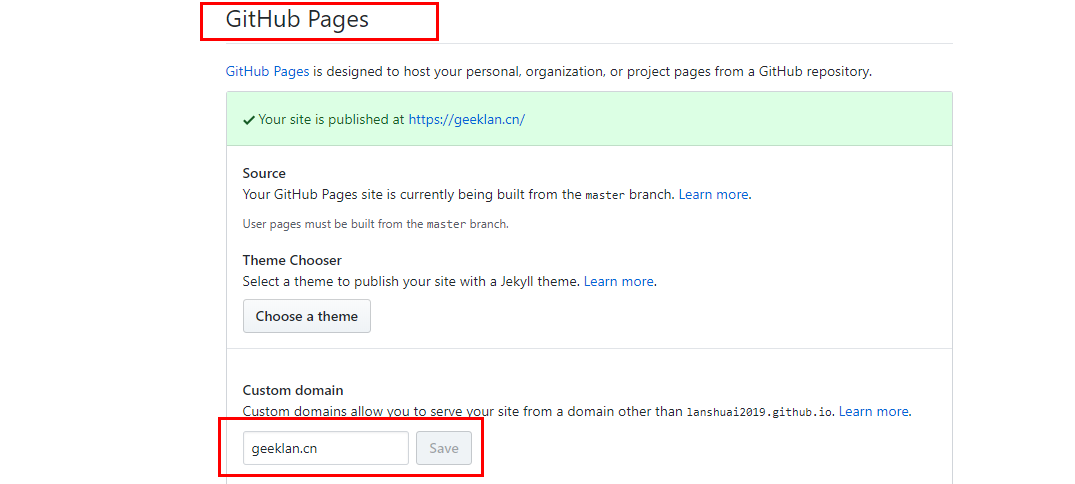 GitHub Pages
GitHub Pages is designed to host your personal, organization, or project pages from a GitHub repository.
Your site is published at https://geeklan.cn/
Source
Your GitHub Pages site is currently being built from the master branch. Learn more.
User pages must be built from the master branch.
Theme Chooser
Select a theme to publish your site with a Jekyll theme. Learn more.
Choose a theme
Custom domain
Custom domains allow you to serve your site from a domain other than lanshuai2019.github.io. Learn more.
geeklan.cn Save